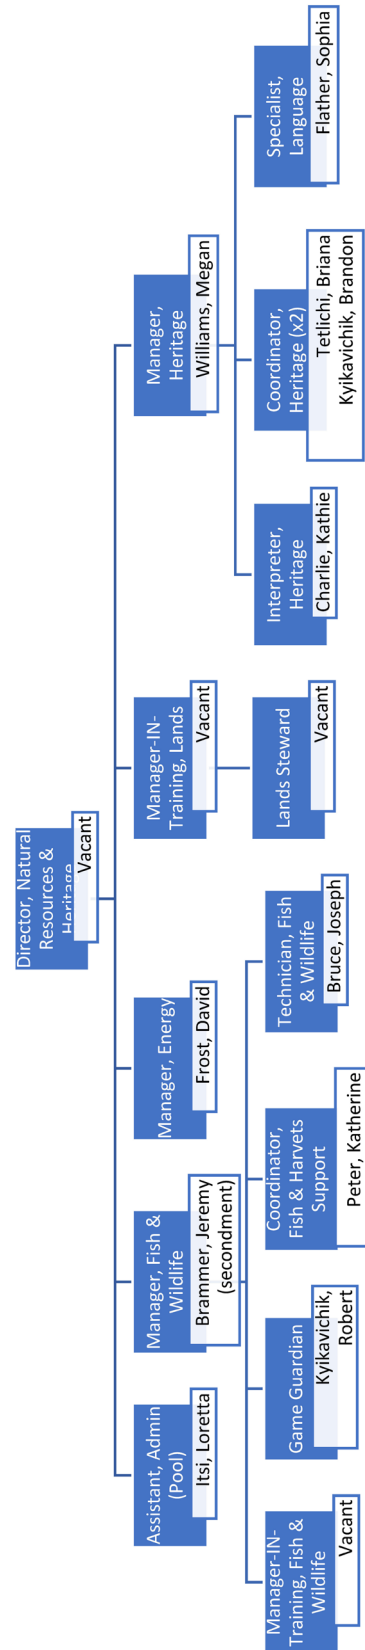 Director, Natural
Resources &
Heritage
Vacant
Assistant, Admin
(Pool)
Itsi, Loretta
Manager, Fish &
Wildlife
Brammer, Jeremy
(secondment)
Manager, Energy
Frost, David
Manager-IN-
Training, Lands
Vacant
Manager,
Heritage
Williams, Megan
Manager-IN-
Training, Fish &
Wildlife
Vacant
Game Guardian
Kyikavichik,
Robert
Coordinator,
Fish & Harvets
Support
Peter, Katherine
Technician, Fish
& Wildlife
Bruce, Joseph
Lands Steward
Vacant
Interpreter,
Heritage
Charlie, Kathie
Coordinator,
Heritage (x2)
Tetlichi, Briana
Kyikavichik, Brandon
Specialist,
Language
Flather, Sophia